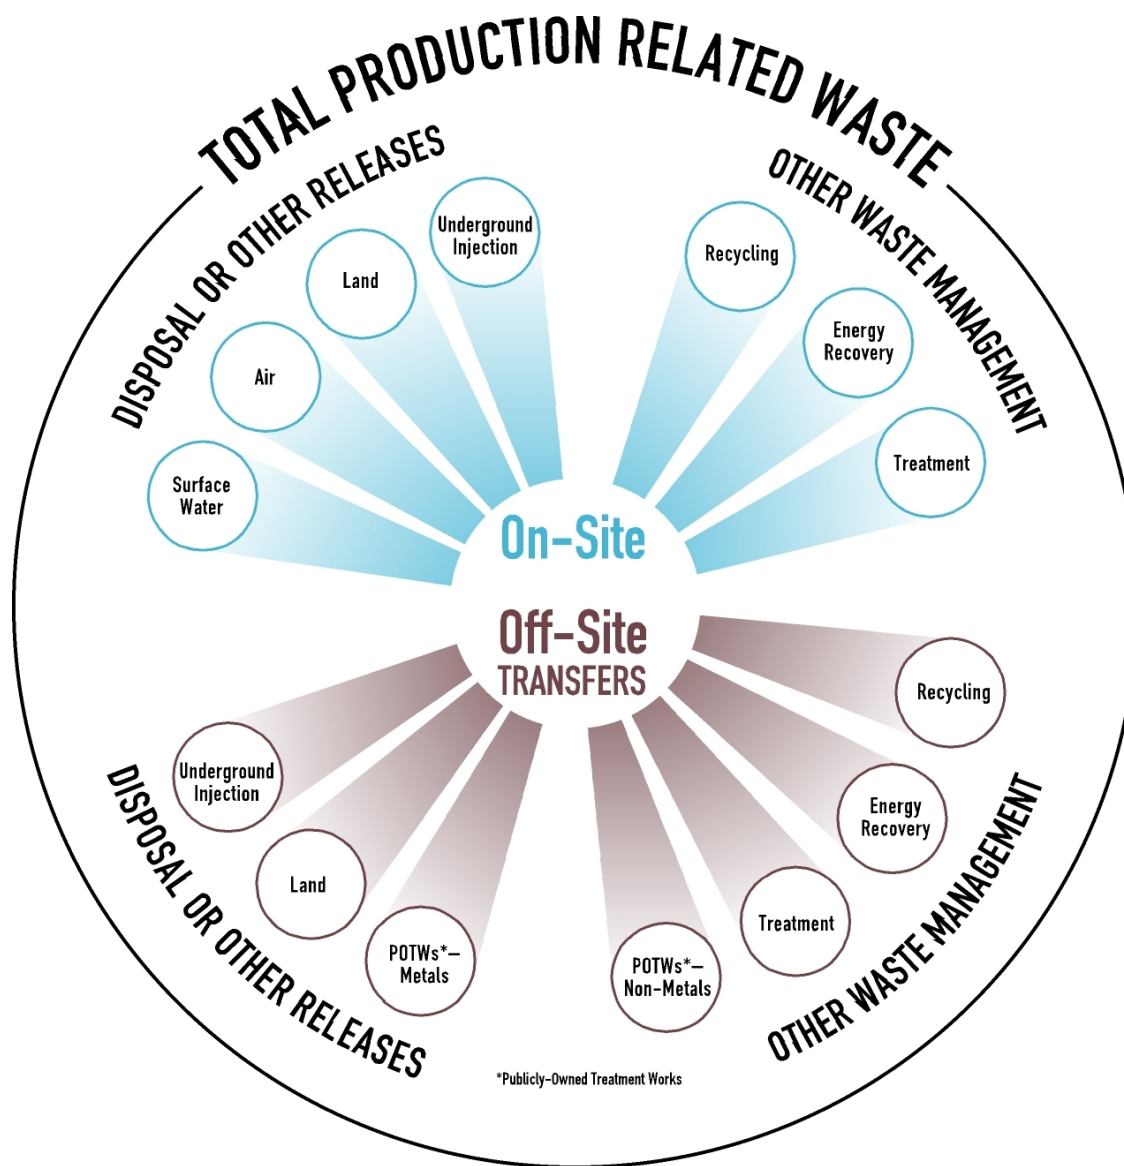 TOTAL PRODUCTION RELATED WASTE
DISPOSAL OR OTHER RELEASES
Underground
Injection
Land
Air
Surface
Water
OTHER WASTE MANAGEMENT
Recycling
Energy
Recovery
Treatment
On-Site
Off-Site
TRANSFERS
DISPOSAL OR OTHER RELEASES
Underground
Injection
Land
POTWs*–
Metals
OTHER WASTE MANAGEMENT
Recycling
Energy
Recovery
Treatment
POTWs*–
Non-Metals
*Publicly-Owned Treatment Works